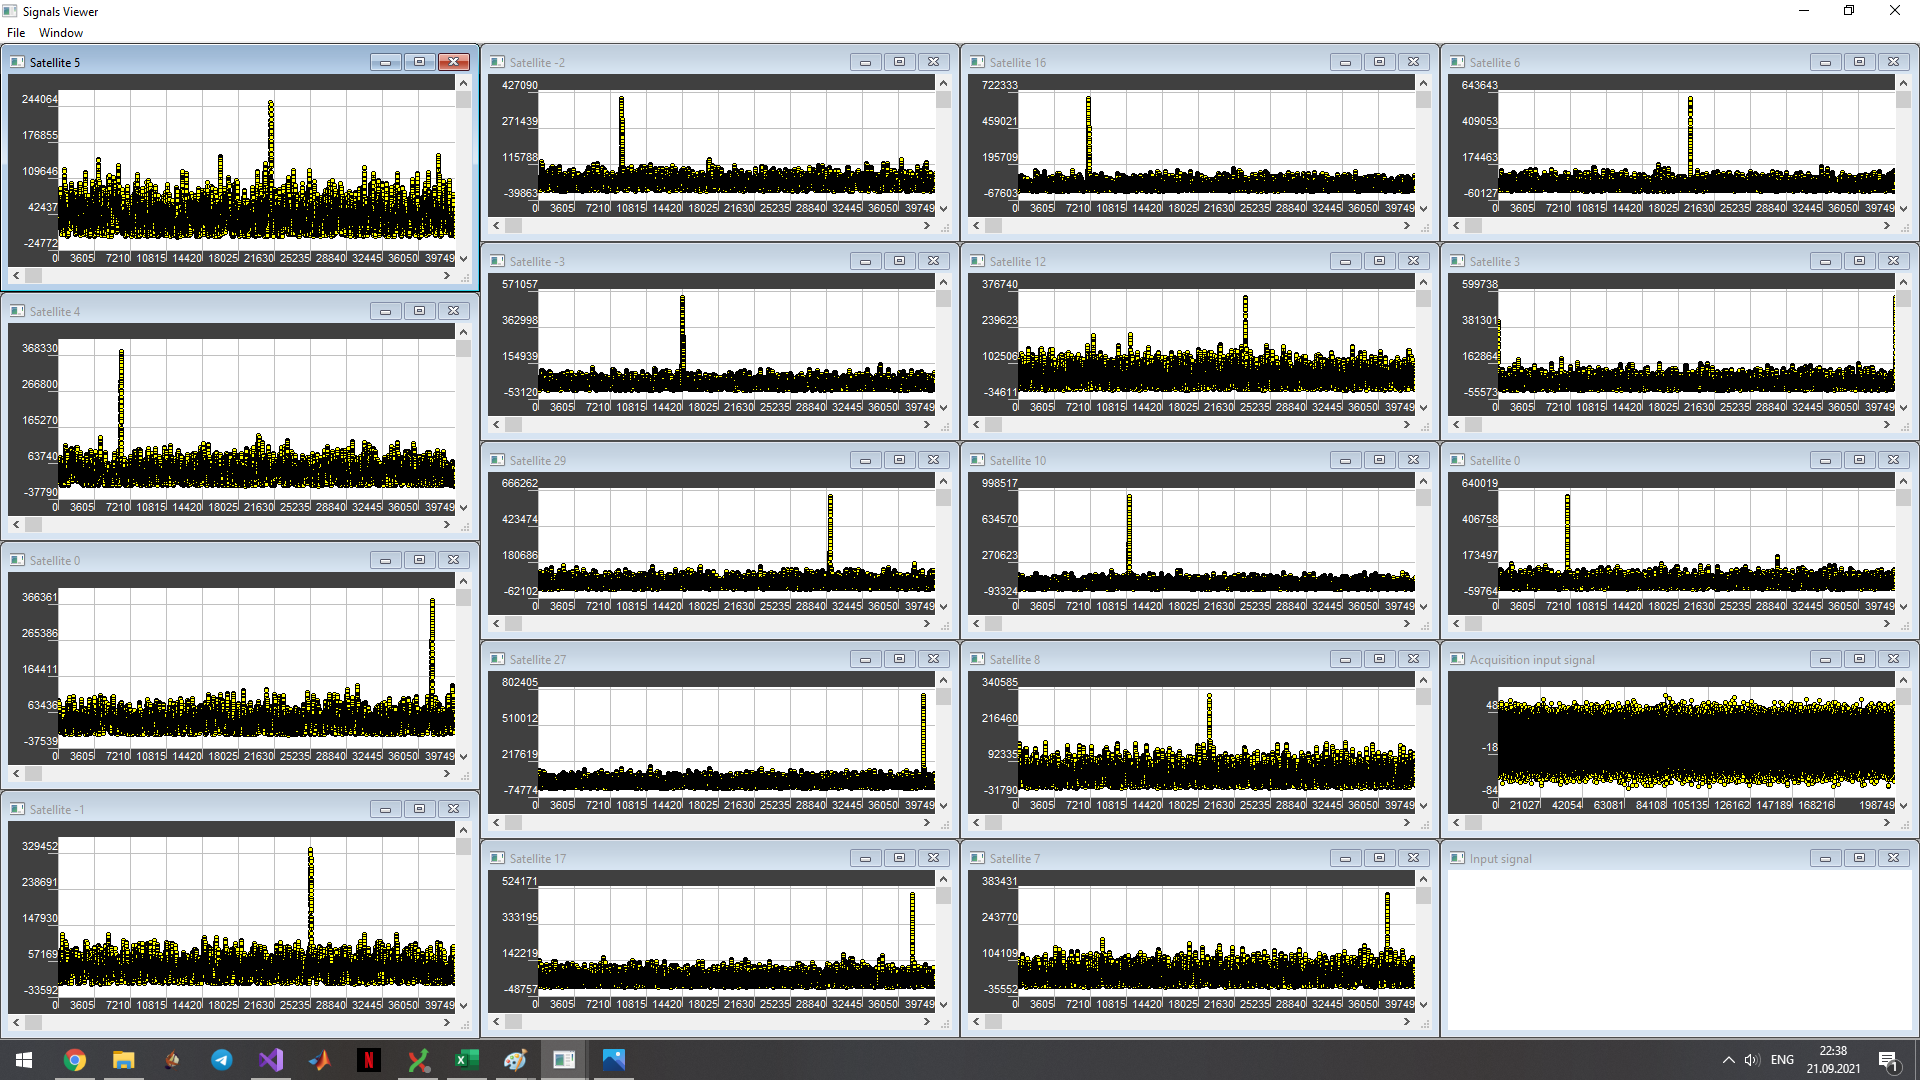 Signals Viewer
File Window
Satellite 5
244064
176855
109646
42437
-24772
0 3605 7210 10815 14420 18025 21630 25235 28840 32445 36050 39749
Satellite 4
368330
266800
165270
63740
-37790
0 3605 7210 10815 14420 18025 21630 25235 28840 32445 36050 39749
Satellite 0
366361
265386
164411
63436
-37539
0 3605 7210 10815 14420 18025 21630 25235 28840 32445 36050 39749
Satellite -1
329452
238691
147930
57169
-33592
0 3605 7210 10815 14420 18025 21630 25235 28840 32445 36050 39749
Satellite -2
427090
271439
115788
-39863
0 3605 7210 10815 14420 18025 21630 25235 28840 32445 36050 39749
Satellite -3
571057
362998
154939
-53120
0 3605 7210 10815 14420 18025 21630 25235 28840 32445 36050 39749
Satellite 29
666262
423474
180686
-62102
0 3605 7210 10815 14420 18025 21630 25235 28840 32445 36050 39749
Satellite 27
802405
510012
217619
-74774
0 3605 7210 10815 14420 18025 21630 25235 28840 32445 36050 39749
Satellite 17
524171
333195
142219
-48757
0 3605 7210 10815 14420 18025 21630 25235 28840 32445 36050 39749
Satellite 16
722333
459021
195709
-67603
0 3605 7210 10815 14420 18025 21630 25235 28840 32445 36050 39749
Satellite 12
376740
239623
102506
-34611
0 3605 7210 10815 14420 18025 21630 25235 28840 32445 36050 39749
Satellite 10
998517
634570
270623
-93324
0 3605 7210 10815 14420 18025 21630 25235 28840 32445 36050 39749
Satellite 8
340585
216460
92335
-31790
0 3605 7210 10815 14420 18025 21630 25235 28840 32445 36050 39749
Satellite 7
383431
243770
104109
-35552
0 3605 7210 10815 14420 18025 21630 25235 28840 32445 36050 39749
Satellite 6
643643
409053
174463
-60127
0 3605 7210 10815 14420 18025 21630 25235 28840 32445 36050 39749
Satellite 3
599738
381301
162864
-55573
0 3605 7210 10815 14420 18025 21630 25235 28840 32445 36050 39749
Satellite 0
640019
406758
173497
-59764
0 3605 7210 10815 14420 18025 21630 25235 28840 32445 36050 39749
Acquisition input signal
48
-18
-84
0 21027 42054 63081 84108 105135 126162 147189 168216 198749
Input signal
N
ENG
22:38
21.09.2021
1